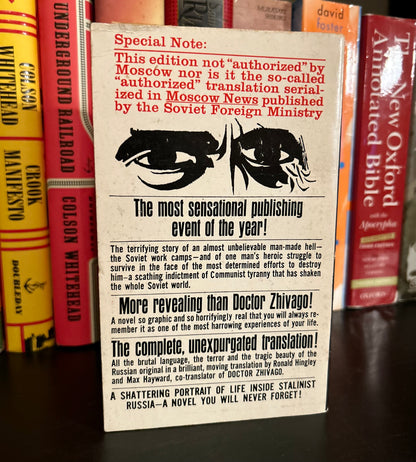 Special Note:
This edition not “authorized” by
Moscow nor is it the so-called
“authorized” translation serial-
ized in Moscow News published
by the Soviet Foreign Ministry
The most sensational publishing
event of the year!
The terrifying story of an almost unbelievable man-made hell—
the Soviet work camps—and of one man's heroic struggle to
survive in the face of the most determined efforts to destroy
him—a scathing indictment of Communist tyranny that has shaken
the whole Soviet world.
More revealing than Doctor Zhivago!
A novel so graphic and so horrifyingly real that you will always re-
member it as one of the most harrowing experiences of your life.
The complete, unexpurgated translation!
All the brutal language, the terror and the tragic beauty of the
Russian original in a brilliant, moving translation by Ronald Hingley
and Max Hayward, co-translator of DOCTOR ZHIVAGO.
A SHATTERING PORTRAIT OF LIFE INSIDE STALINIST
RUSSIA—A NOVEL YOU WILL NEVER FORGET!
COLSON
WHITEHEAD
CROOK
MANIFESTO
DOUBLEDAY
UNDERGROUND RAILROAD
COLSON WHITEHEAD
david
foster
The New Oxford
Annotated Bible
with the
Apocrypha
OXFORD